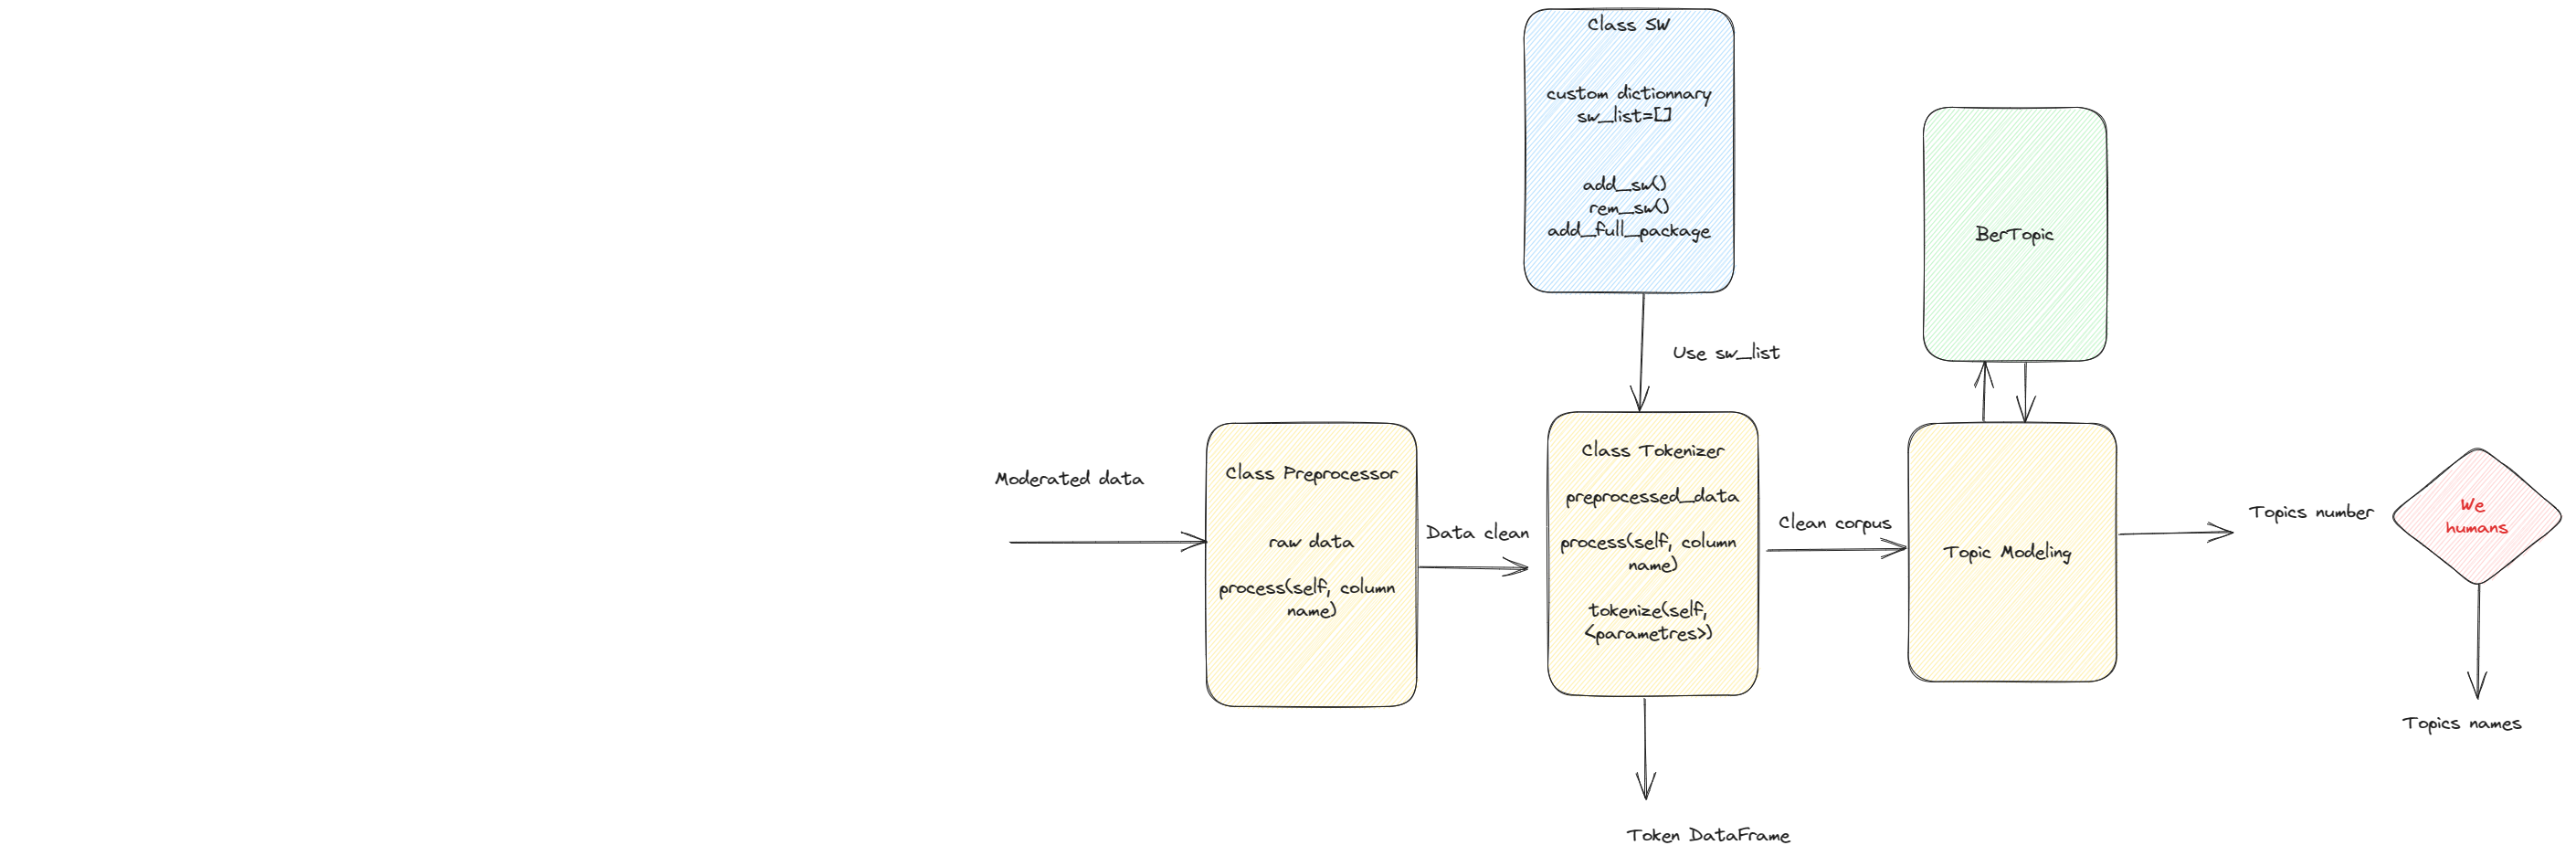 Class SW
custom dictionnary
sw_list=[]
add_sw()
rem_sw()
add_full_package
BerTopic
Use sw_list
Moderated data
Class Preprocessor
raw data
process(self, column
name)
Data clean
Class Tokenizer
preprocessed_data
process(self, column
name)
tokenize(self,
<parametres>)
Clean corpus
Topic Modeling
Topics number
We
humans
Topics names
Token DataFrame